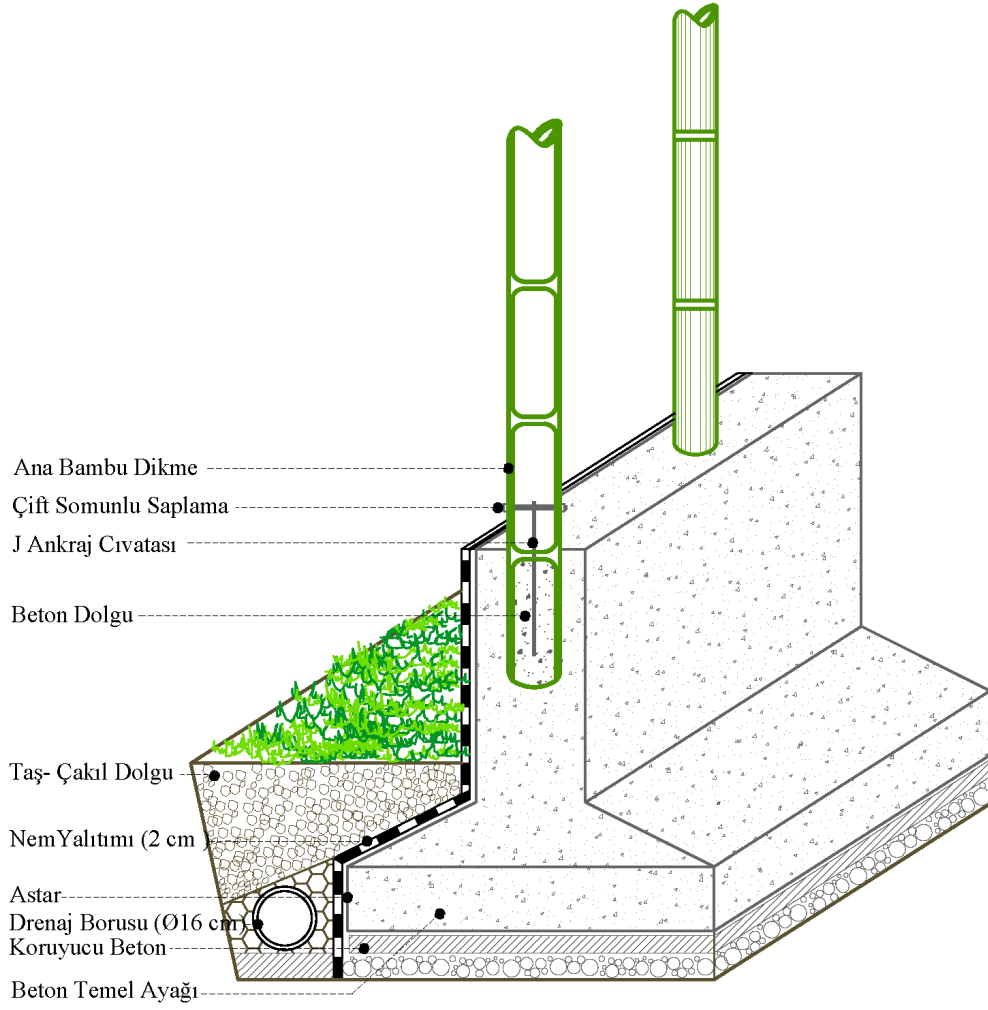 Ana Bambu Dikme
Çift Somunlu Saplama
J Ankraj Cıvatası
Beton Dolgu
Taş- Çakıl Dolgu
NemYalıtımı (2 cm )
Astar
Drenaj Borusu (Ø16 cm)
Koruyucu Beton
Beton Temel Ayağı